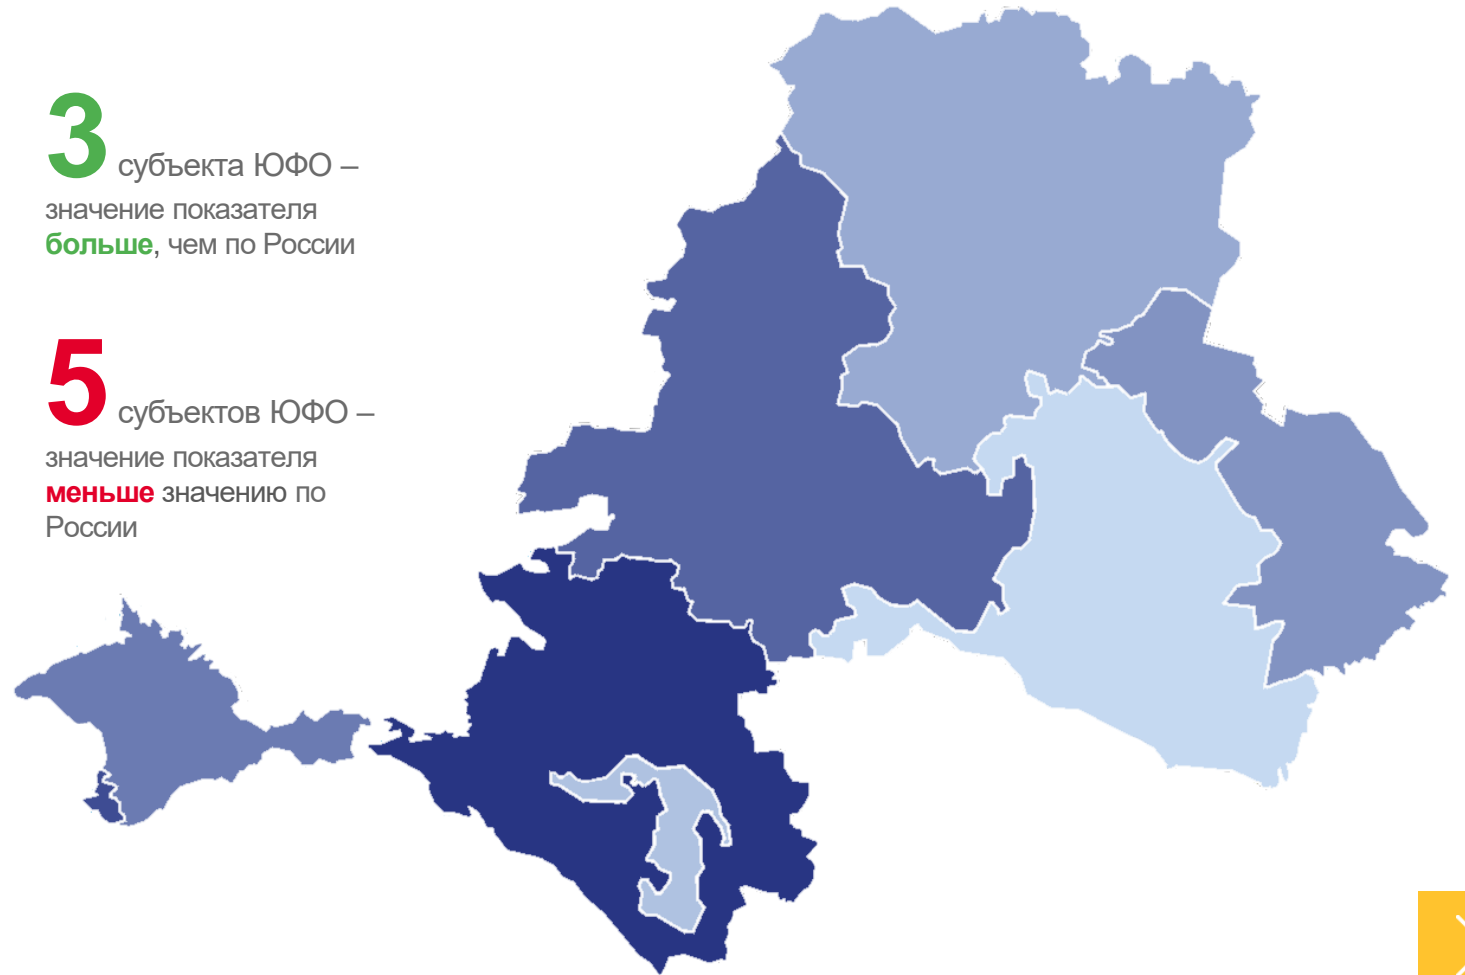 3 субъекта ЮФО –
значение показателя
больше, чем по России
5 субъектов ЮФО –
значение показателя
меньше значению по
России